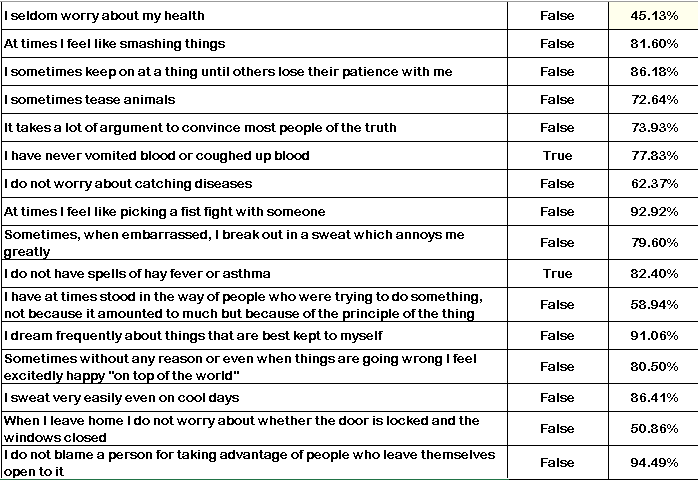 I seldom worry about my health False 45.13%
At times I feel like smashing things False 81.60%
I sometimes keep on at a thing until others lose their patience with me False 86.18%
I sometimes tease animals False 72.64%
It takes a lot of argument to convince most people of the truth False 73.93%
I have never vomited blood or coughed up blood True 77.83%
I do not worry about catching diseases False 62.37%
At times I feel like picking a fist fight with someone False 92.92%
Sometimes, when embarrassed, I break out in a sweat which annoys me
greatly False 79.60%
I do not have spells of hay fever or asthma True 82.40%
I have at times stood in the way of people who were trying to do something,
not because it amounted to much but because of the principle of the thing False 58.94%
I dream frequently about things that are best kept to myself False 91.06%
Sometimes without any reason or even when things are going wrong I feel
excitedly happy "on top of the world" False 80.50%
I sweat very easily even on cool days False 86.41%
When I leave home I do not worry about whether the door is locked and the
windows closed False 50.86%
I do not blame a person for taking advantage of people who leave themselves
open to it False 94.49%